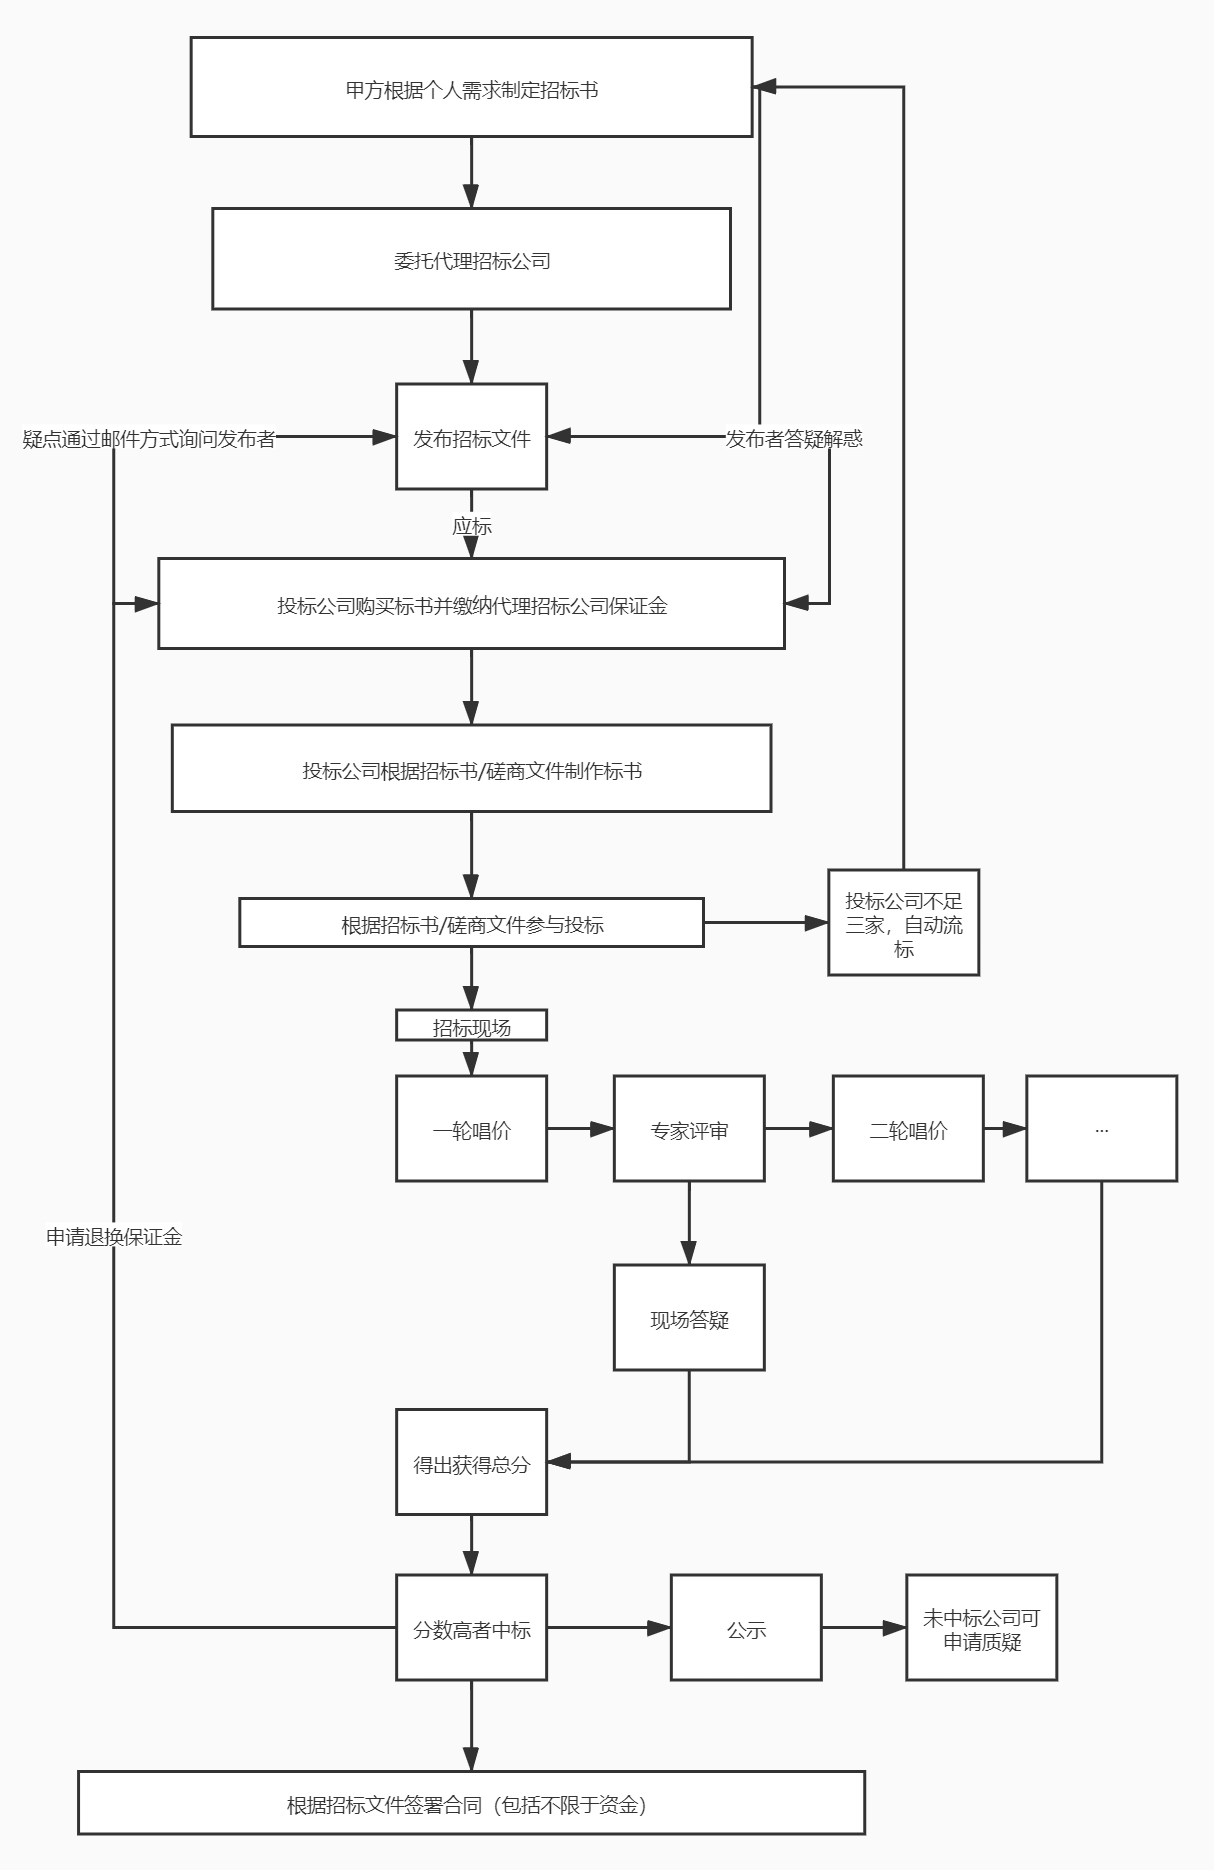 甲方根据个人需求制定招标书
委托代理招标公司
疑点通过邮件方式询问发布者
发布招标文件
发布者答疑解惑
应标
投标公司购买标书并缴纳代理招标公司保证金
投标公司根据招标书/磋商文件制作标书
根据招标书/磋商文件参与投标
投标公司不足
三家，自动流
标
招标现场
一轮唱价
专家评审
二轮唱价
...
申请退换保证金
现场答疑
得出获得总分
分数高者中标
公示
未中标公司可
申请质疑
根据招标文件签署合同（包括不限于资金）